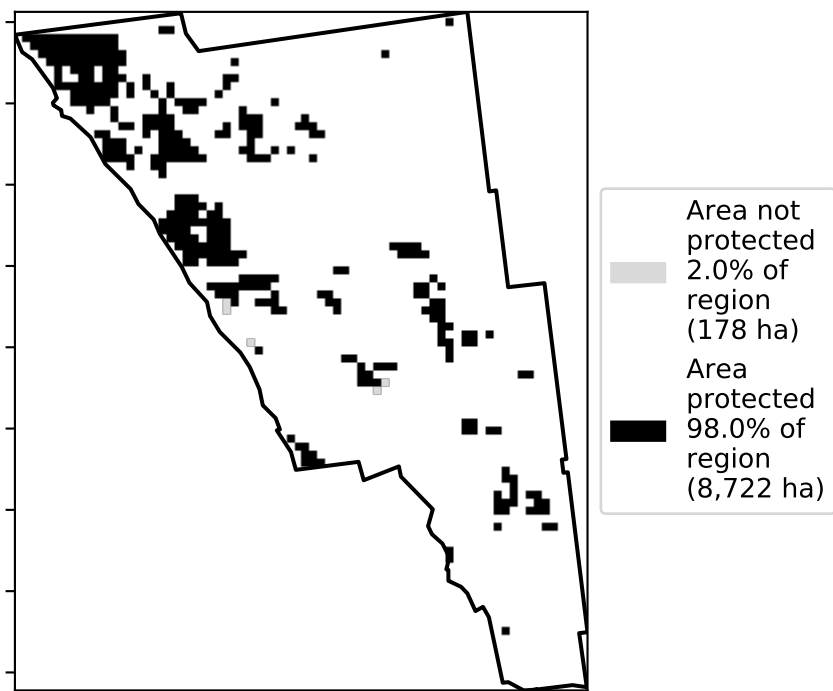 Area not
protected
2.0% of
region
(178 ha)
Area
protected
98.0% of
region
(8,722 ha)